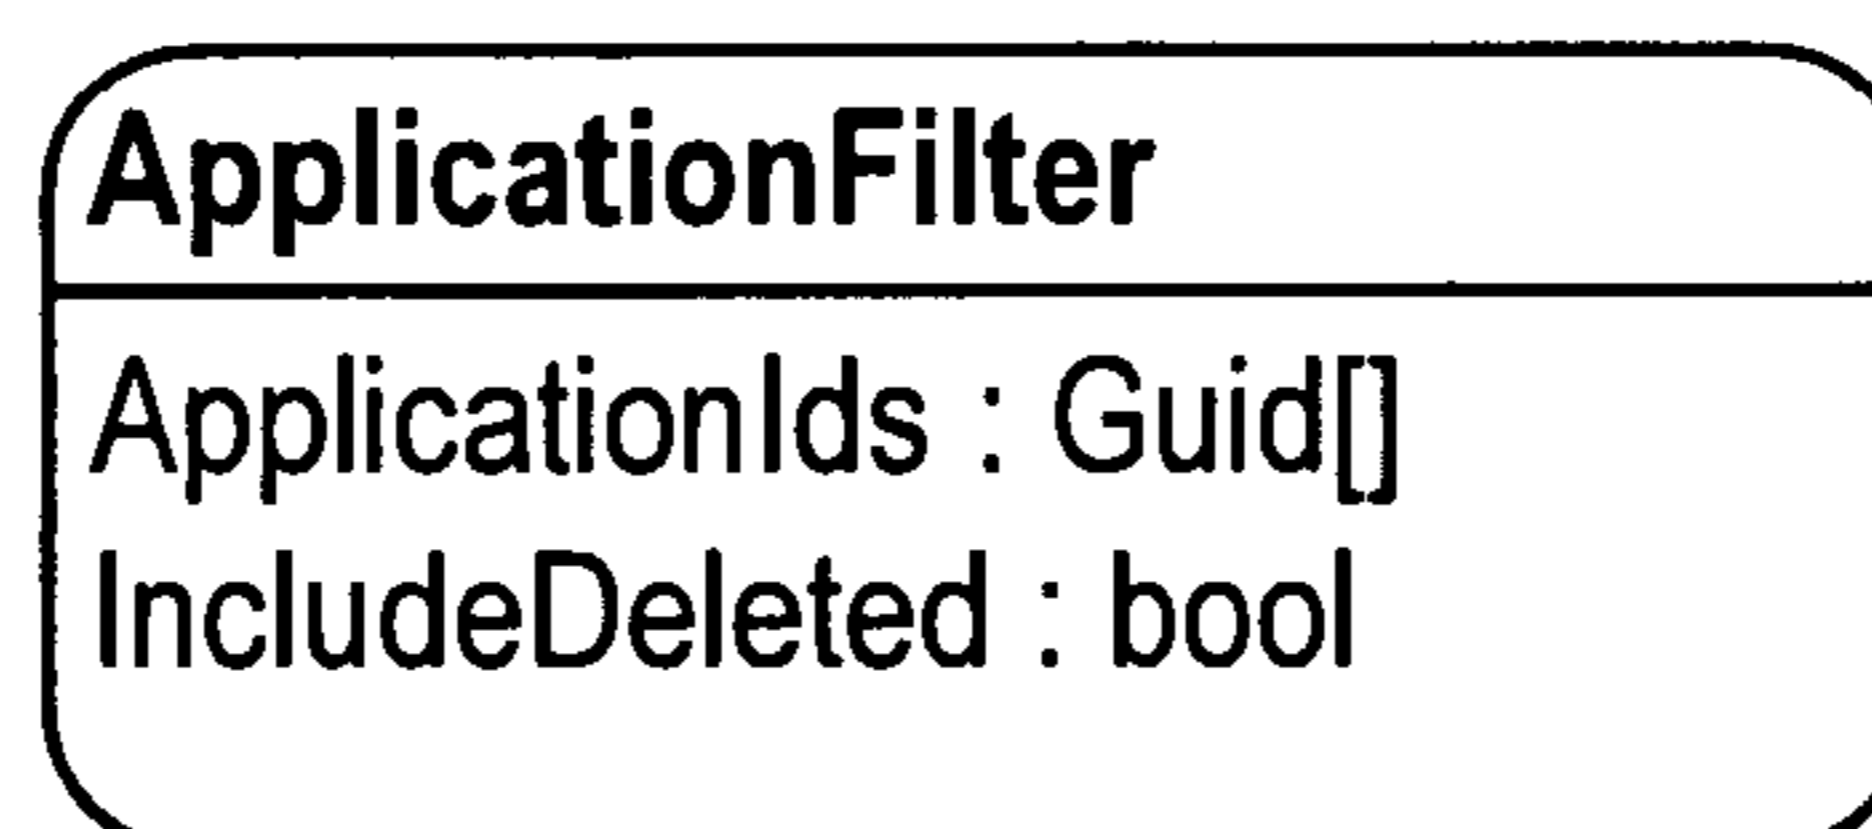 ApplicationFilter
ApplicationIds : Guid[]
IncludeDeleted : bool